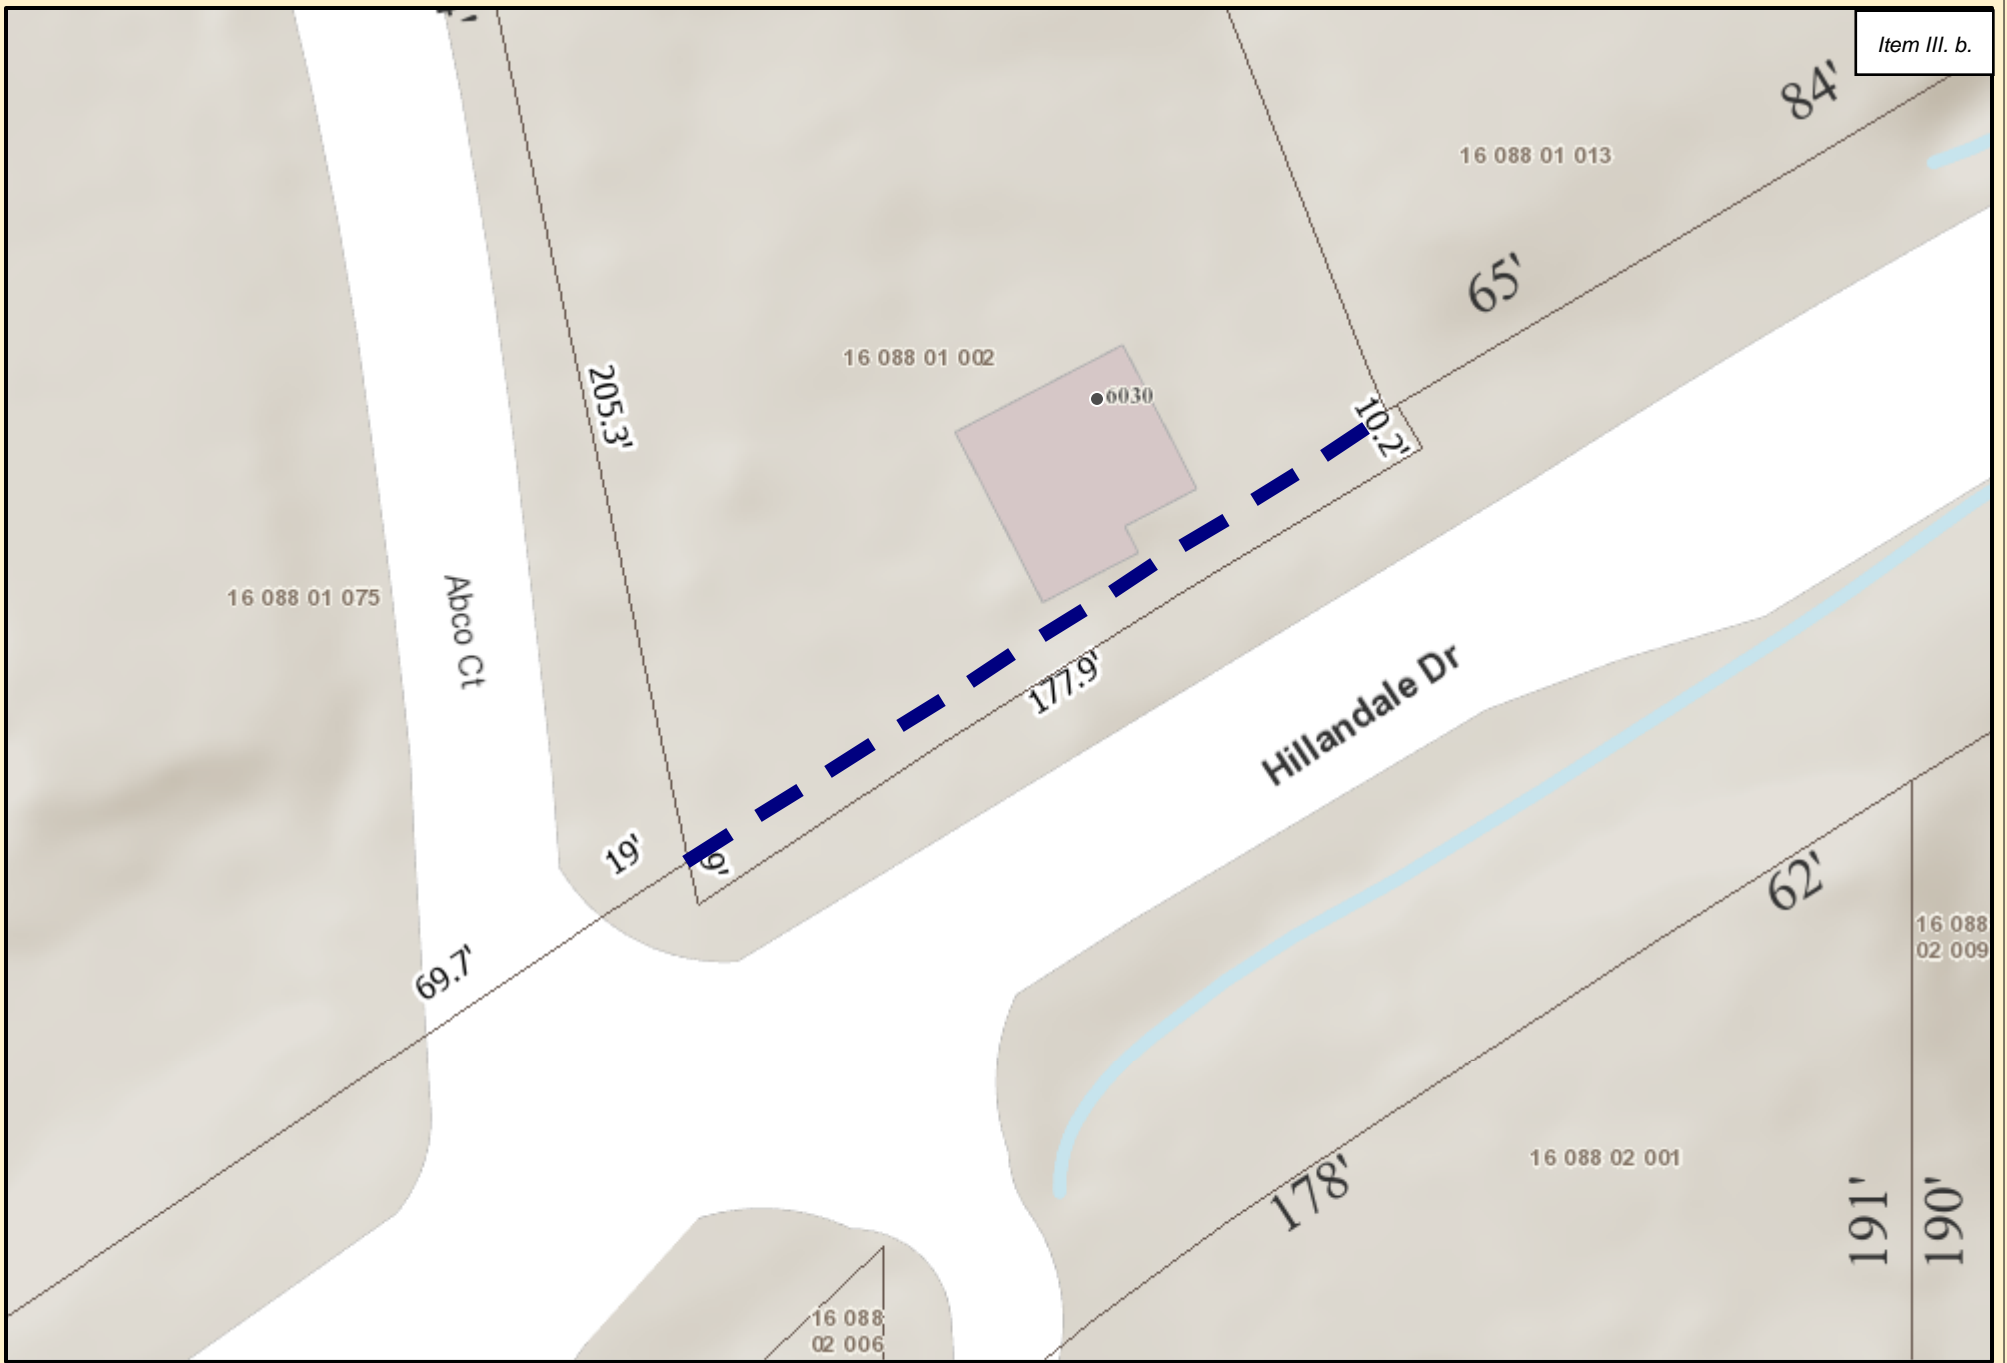 Item III. b.
84'
16 088 01 013
65'
16 088 01 002
6030
205.3'
10.2'
16 088 01 075
Abco Ct
177.9'
Hillandale Dr
19'
9'
62'
69.7'
16 088
02 009
16 088 02 001
178'
191'
190'
16 088
02 006